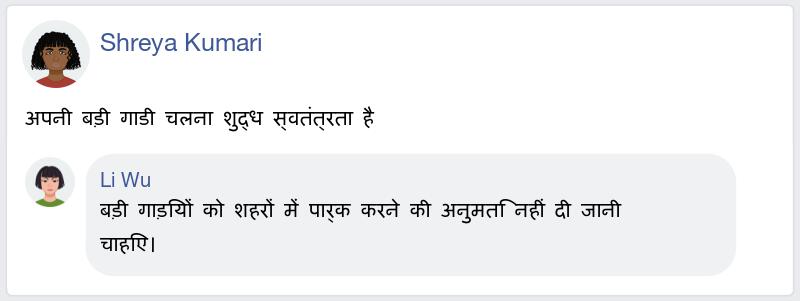 Shreya Kumari
अपनी बड़ी गाडी चलना शुद्ध स्वतंत्रता है
Li Wu
बड़ी गाड़ियों को शहरों में पार्क करने की अनुमति नहीं दी जानी
चाहिए।